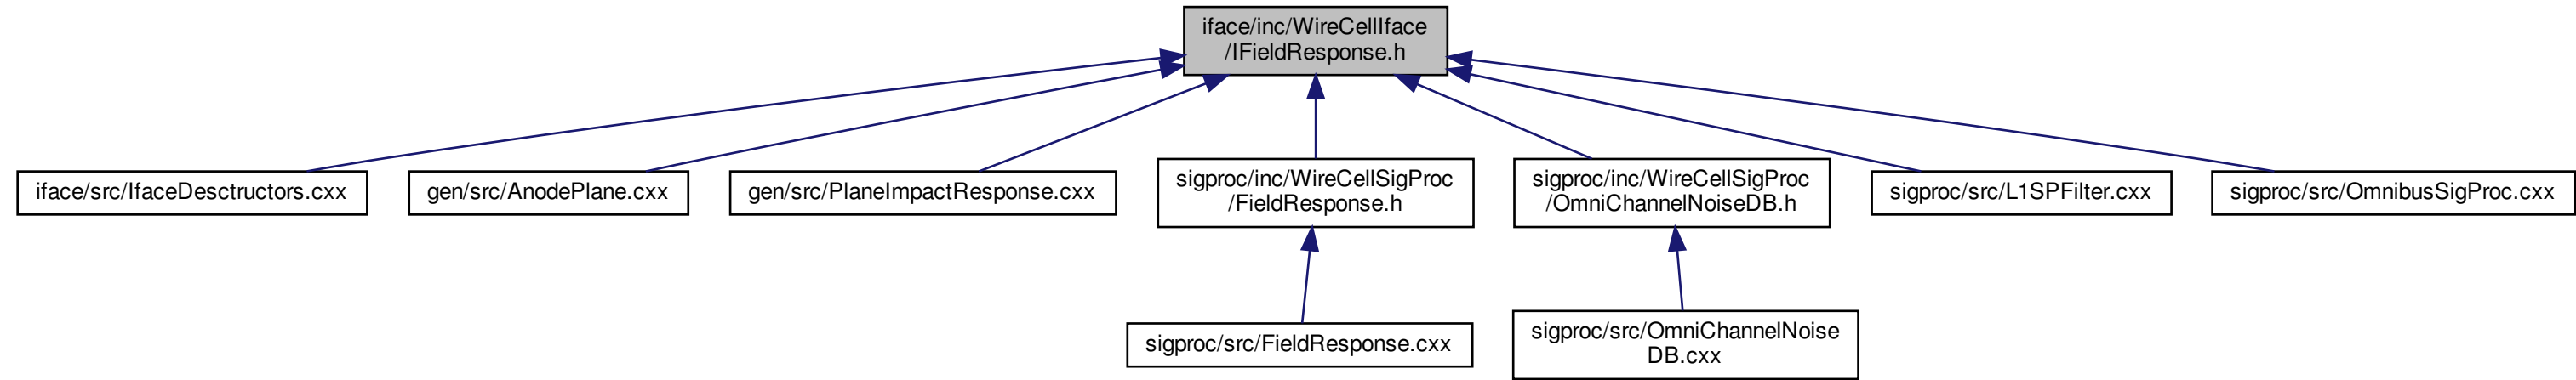 iface/inc/WireCellIface
/IFieldResponse.h
iface/src/IfaceDesctructors.cxx
gen/src/AnodePlane.cxx
gen/src/PlaneImpactResponse.cxx
sigproc/inc/WireCellSigProc
/FieldResponse.h
sigproc/inc/WireCellSigProc
/OmniChannelNoiseDB.h
sigproc/src/L1SPFilter.cxx
sigproc/src/OmnibusSigProc.cxx
sigproc/src/FieldResponse.cxx
sigproc/src/OmniChannelNoise
DB.cxx